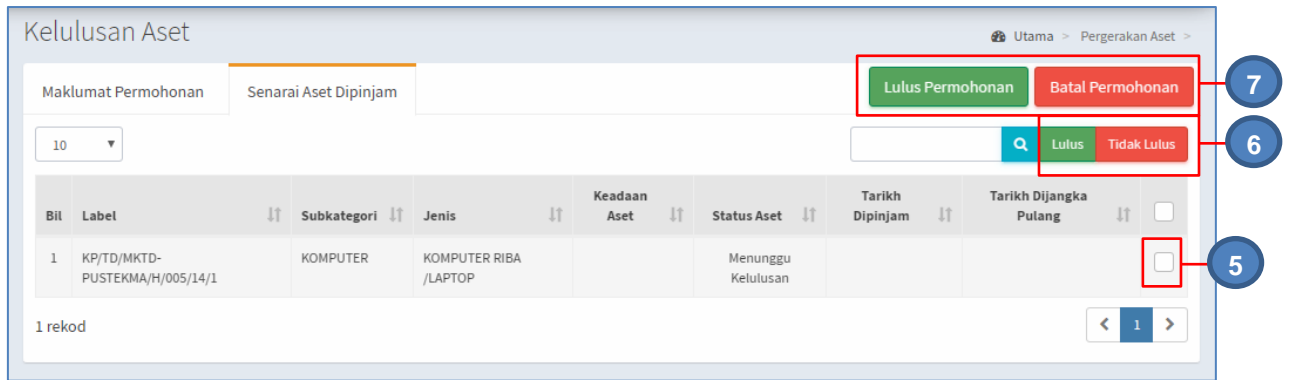 Kelulusan Aset
Utama > Pergerakan Aset >
Maklumat Permohonan
Senarai Aset Dipinjam
Lulus Permohonan
Batal Permohonan
7
10
Lulus
Tidak Lulus
6
Bil
Label
Subkategori
Jenis
Keadaan
Aset
Status Aset
Tarikh
Dipinjam
Tarikh Dijangka
Pulang
1
KP/TD/MKTD-
PUSTEKMA/H/005/14/1
KOMPUTER
KOMPUTER RIBA
/LAPTOP
Menunggu
Kelulusan
5
1 rekod
< 1 >